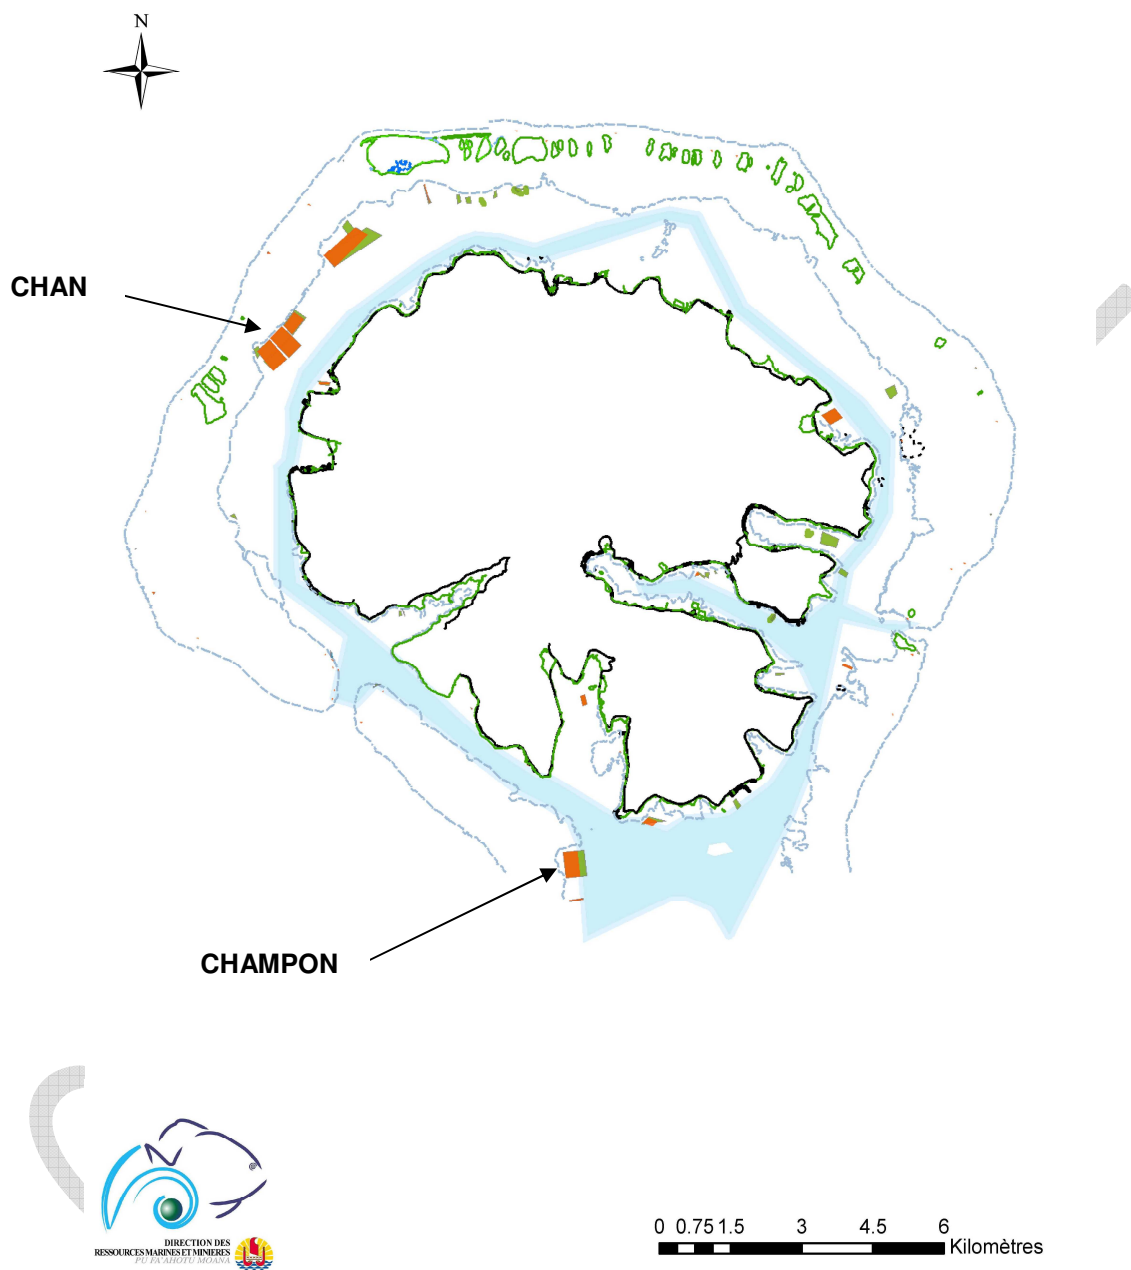 N
CHAN
CHAMPON
DIRECTION DES
RESSOURCES MARINES ET MINIERES
PU FA'AHOTU MOANA
0 0.75 1.5 3 4.5 6
Kilomètres